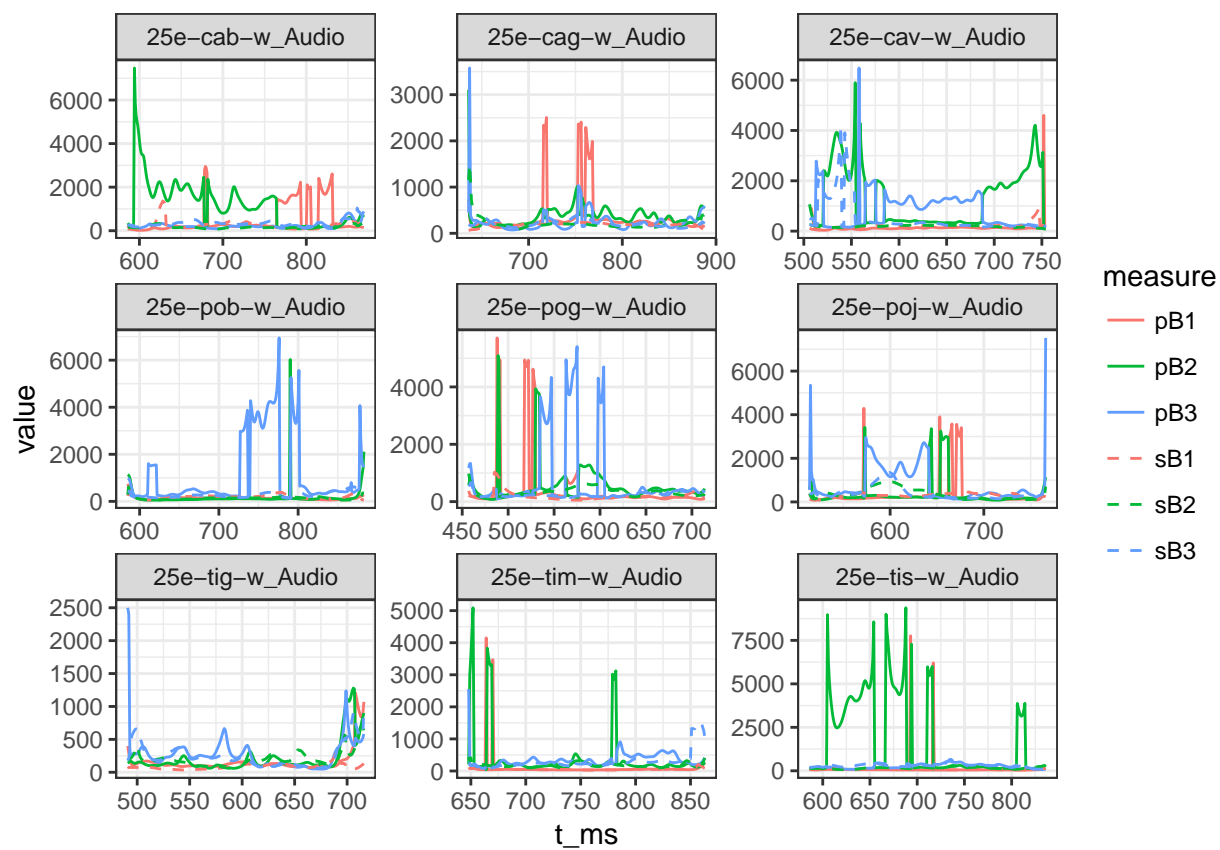 25e−cab−w_Audio 25e−cag−w_Audio 25e−cav−w_Audio
6000
4000
2000
0
600 700 800
3000
2000
1000
0
700 800 900
6000
4000
2000
0
500 550 600 650 700 750
25e−pob−w_Audio 25e−pog−w_Audio 25e−poj−w_Audio
6000
4000
2000
0
600 700 800
4000
2000
0
450 500 550 600 650 700
6000
4000
2000
0
600 700
25e−tig−w_Audio 25e−tim−w_Audio 25e−tis−w_Audio
2500
2000
1500
1000
500
0
500 550 600 650 700
5000
4000
3000
2000
1000
0
650 700 750 800 850
7500
5000
2500
0
600 650 700 750 800
t_ms
value
measure
pB1
pB2
pB3
sB1
sB2
sB3